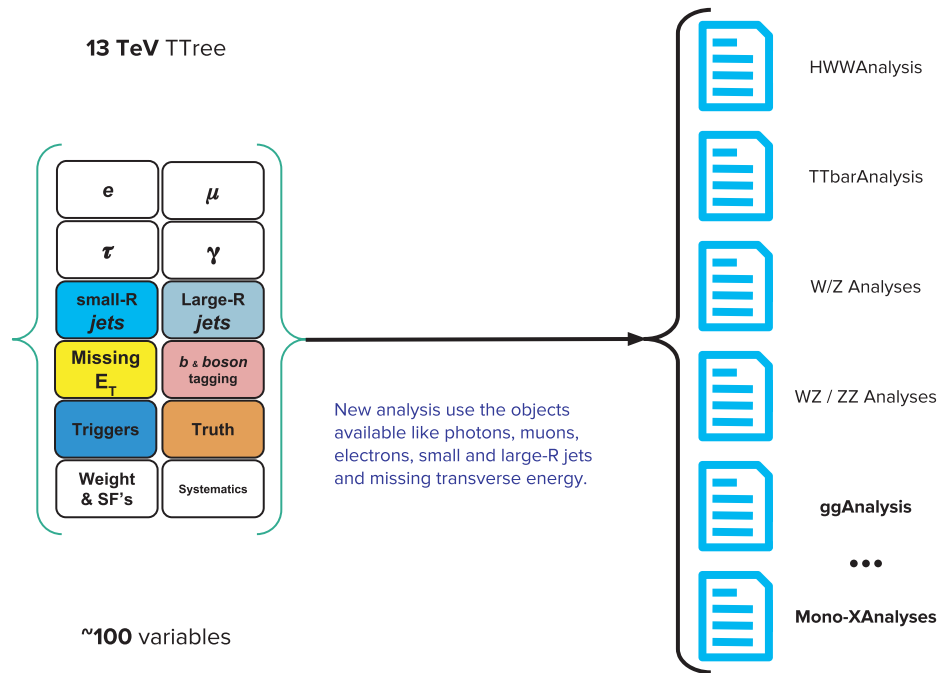 13 TeV TTree
e
μ
τ
γ
small-R
jets
Large-R
jets
Missing
E_T
b & boson
tagging
Triggers
Truth
Weight
& SF's
Systematics
~100 variables
New analysis use the objects
available like photons, muons,
electrons, small and large-R jets
and missing transverse energy.
HWWAnalysis
TTbarAnalysis
W/Z Analyses
WZ / ZZ Analyses
ggAnalysis
•••
Mono-XAnalyses